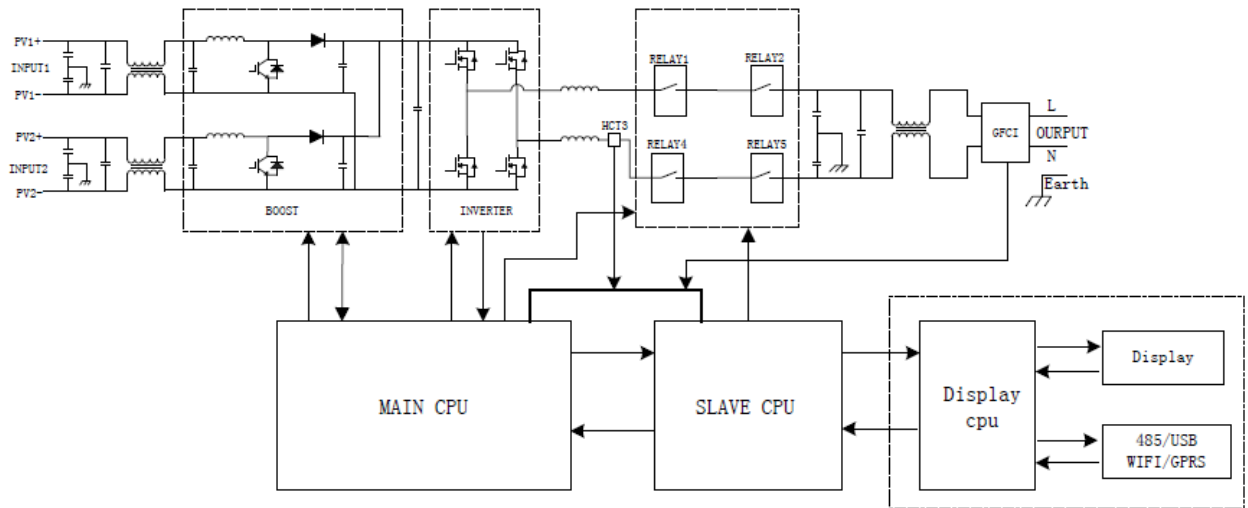 PV1+
INPUT1
PV1-
PV2+
INPUT2
PV2-
BOOST
INVERTER
RELAY1
RELAY2
HCT3
RELAY4
RELAY5
GFCI
L
OURPUT
N
Earth
MAIN CPU
SLAVE CPU
Display
cpu
Display
485/USB
WIFI/GPRS